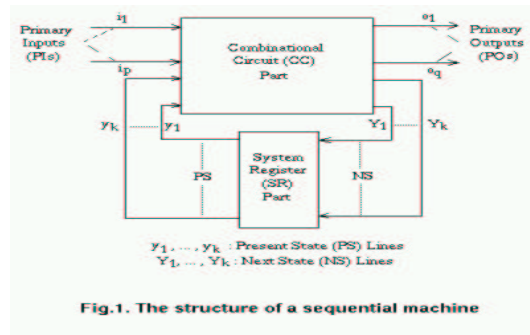 Primary
Inputs
(PIs)
i1
ip
Combinational
Circuit (CC)
Part
o1
oq
Primary
Outputs
(POs)
yk
y1
Y1
Yk
PS
System
Register
(SR)
Part
NS
y1, ..., yk : Present State (PS) Lines
Y1, ..., Yk : Next State (NS) Lines
Fig.1. The structure of a sequential machine